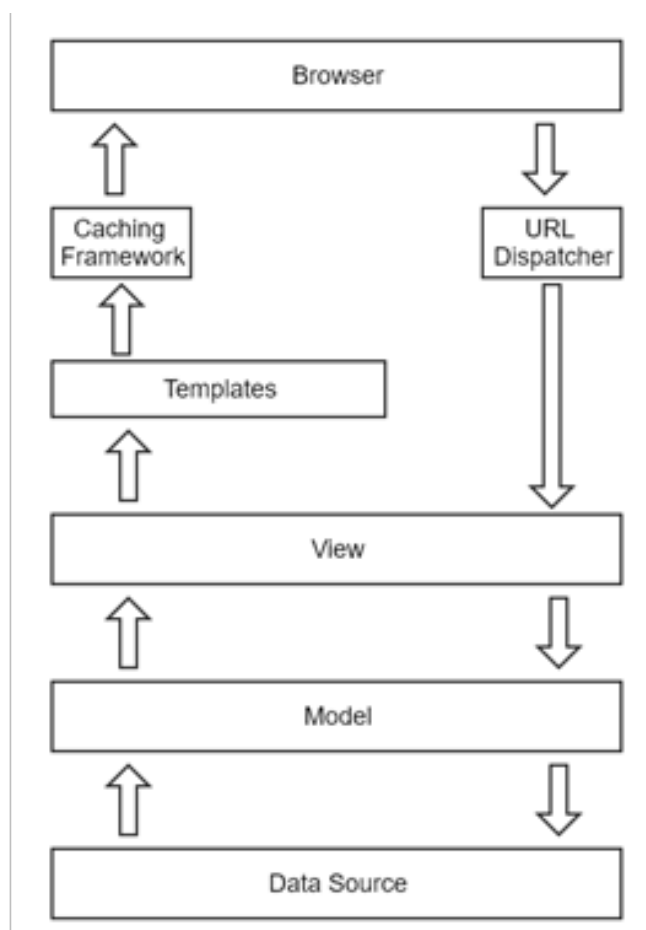 Browser
Caching
Framework
URL
Dispatcher
Templates
View
Model
Data Source